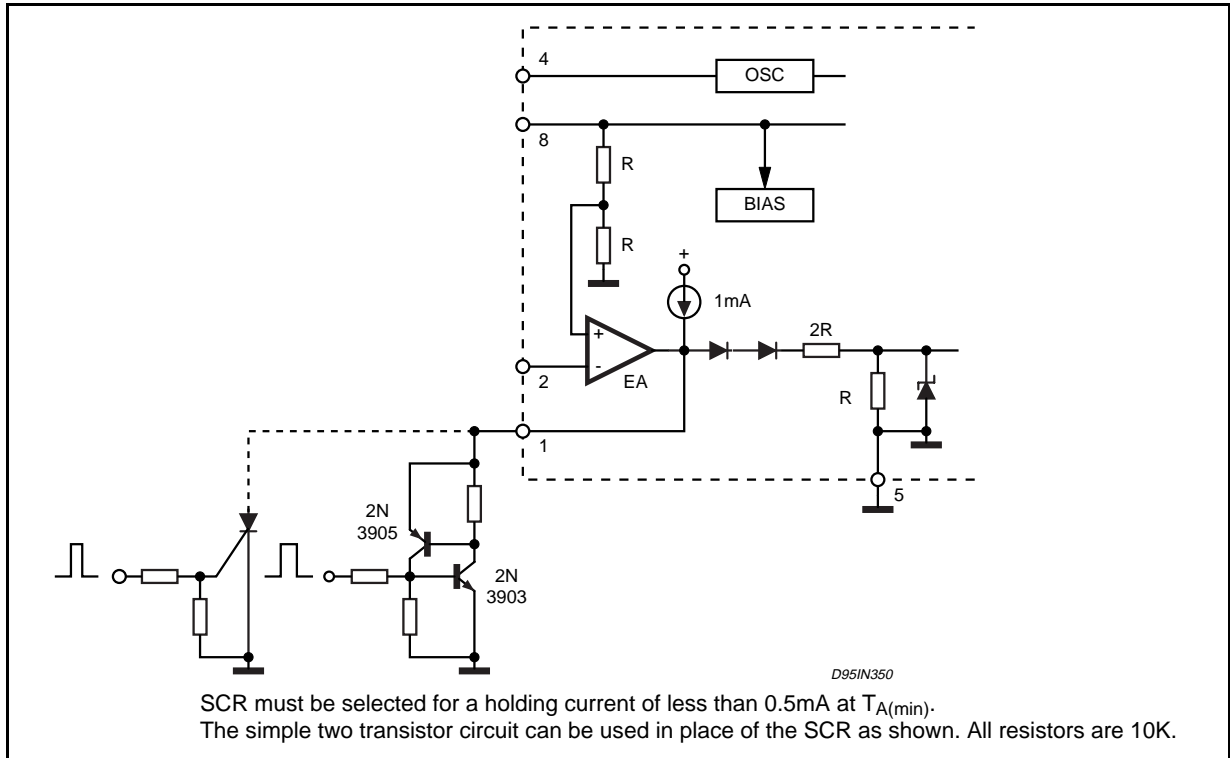 4
OSC
8
R
BIAS
R
+
1mA
2R
+
-
EA
R
2
1
5
2N
3905
2N
3903
D95IN350
SCR must be selected for a holding current of less than 0.5mA at TA(min).
The simple two transistor circuit can be used in place of the SCR as shown. All resistors are 10K.